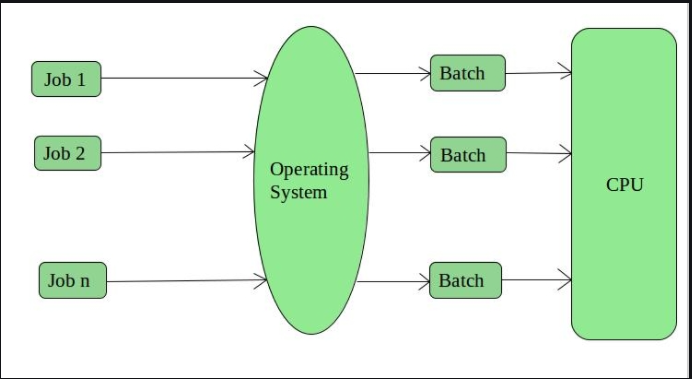 Job 1
Batch
Job 2
Batch
Operating
System
CPU
Job n
Batch